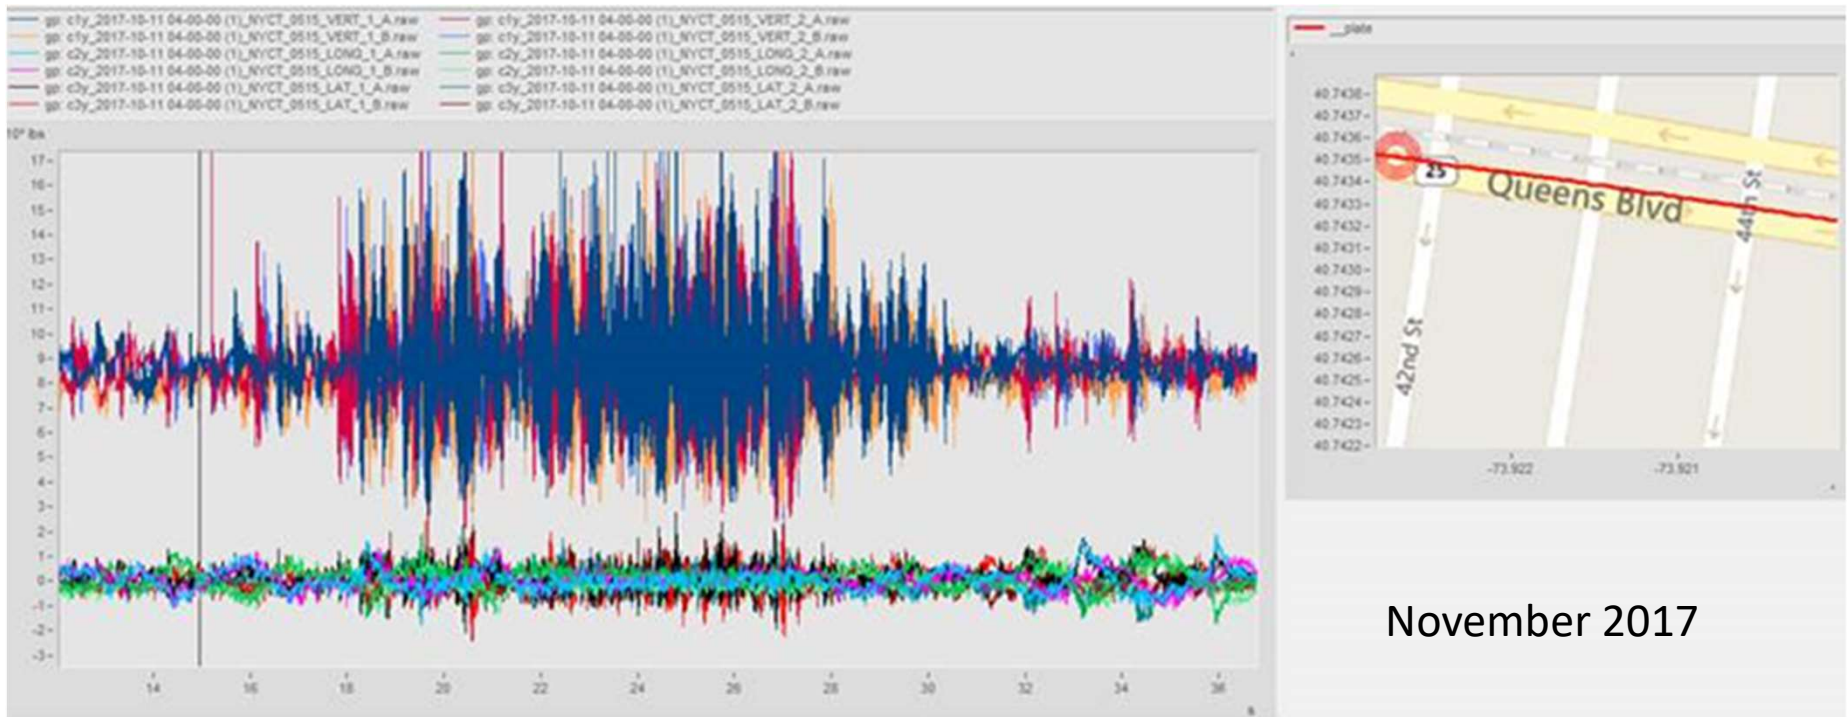 gp: c1y_2017-10-11 04-00-00 (1)_NYCT_0515_VERT_1_A.raw
gp: c1y_2017-10-11 04-00-00 (1)_NYCT_0515_VERT_2_A.raw
gp: c1y_2017-10-11 04-00-00 (1)_NYCT_0515_VERT_1_B.raw
gp: c1y_2017-10-11 04-00-00 (1)_NYCT_0515_VERT_2_B.raw
gp: c2y_2017-10-11 04-00-00 (1)_NYCT_0515_LONG_1_A.raw
gp: c2y_2017-10-11 04-00-00 (1)_NYCT_0515_LONG_2_A.raw
gp: c2y_2017-10-11 04-00-00 (1)_NYCT_0515_LONG_1_B.raw
gp: c2y_2017-10-11 04-00-00 (1)_NYCT_0515_LONG_2_B.raw
gp: c3y_2017-10-11 04-00-00 (1)_NYCT_0515_LAT_1_A.raw
gp: c3y_2017-10-11 04-00-00 (1)_NYCT_0515_LAT_2_A.raw
gp: c3y_2017-10-11 04-00-00 (1)_NYCT_0515_LAT_1_B.raw
gp: c3y_2017-10-11 04-00-00 (1)_NYCT_0515_LAT_2_B.raw
lbs
17
16
15
14
13
12
11
10
9
8
7
6
5
4
3
2
1
0
-1
-2
-3
14
16
18
20
22
24
26
28
30
32
34
36
s
__plate
40.7438
40.7437
40.7436
40.7435
40.7434
40.7433
40.7432
40.7431
40.7430
40.7429
40.7428
40.7427
40.7426
40.7425
40.7424
40.7423
40.7422
25
Queens Blvd
44th St
42nd St
-73.922
-73.921
November 2017